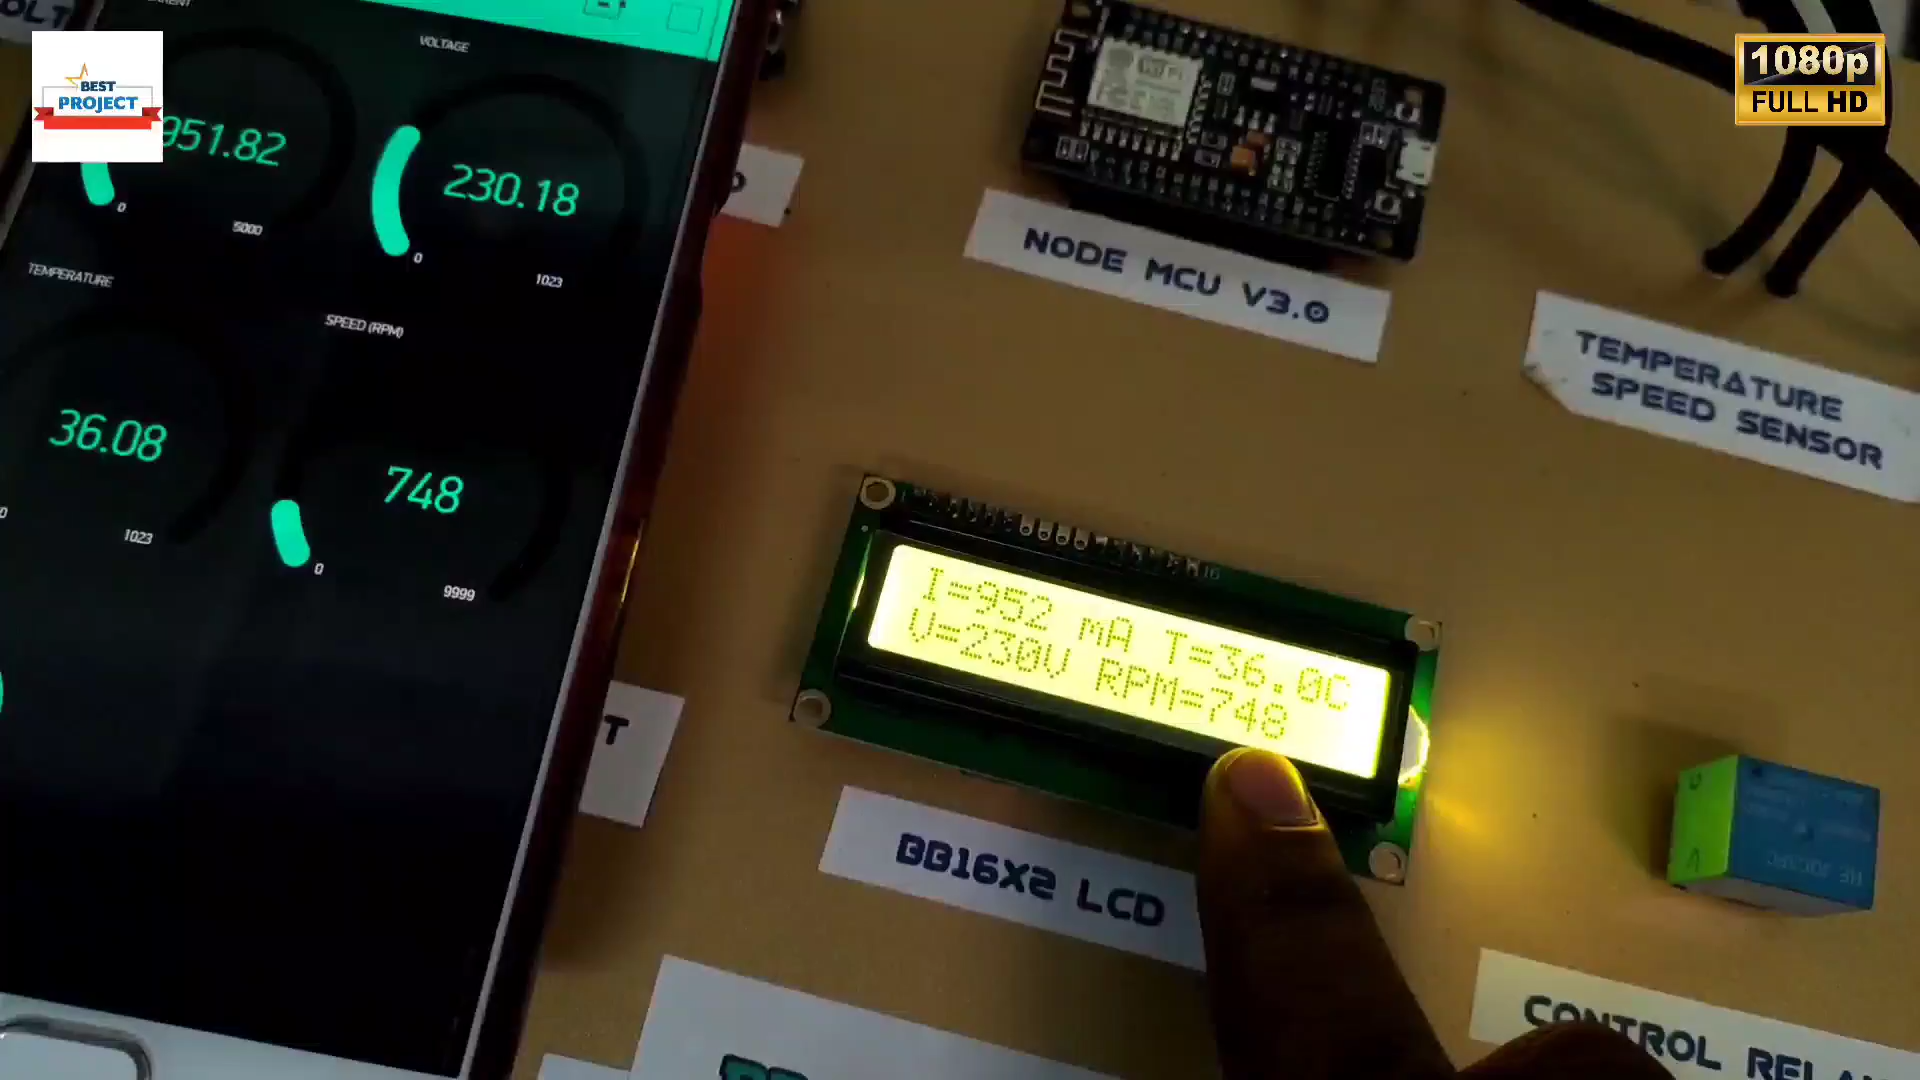 BEST
PROJECT
1080p
FULL HD
VOLTAGE
951.82
230.18
0
5000
0
1023
TEMPERATURE
SPEED (RPM)
36.08
748
1023
0
9999
NODE MCU V3.0
TEMPERATURE
SPEED SENSOR
16
I=952 mA T=36.0C
V=230V RPM=748
T
BB16X2 LCD
CONTROL